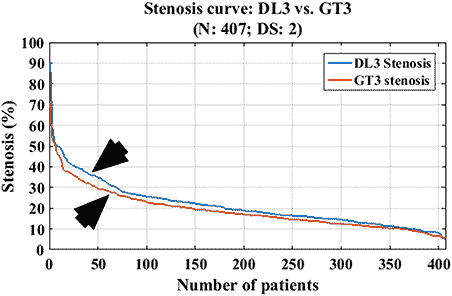 Stenosis curve: DL3 vs. GT3
(N: 407; DS: 2)
Stenosis (%)
100
90
80
70
60
50
40
30
20
10
0
DL3 Stenosis
GT3 stenosis
0 50 100 150 200 250 300 350 400
Number of patients